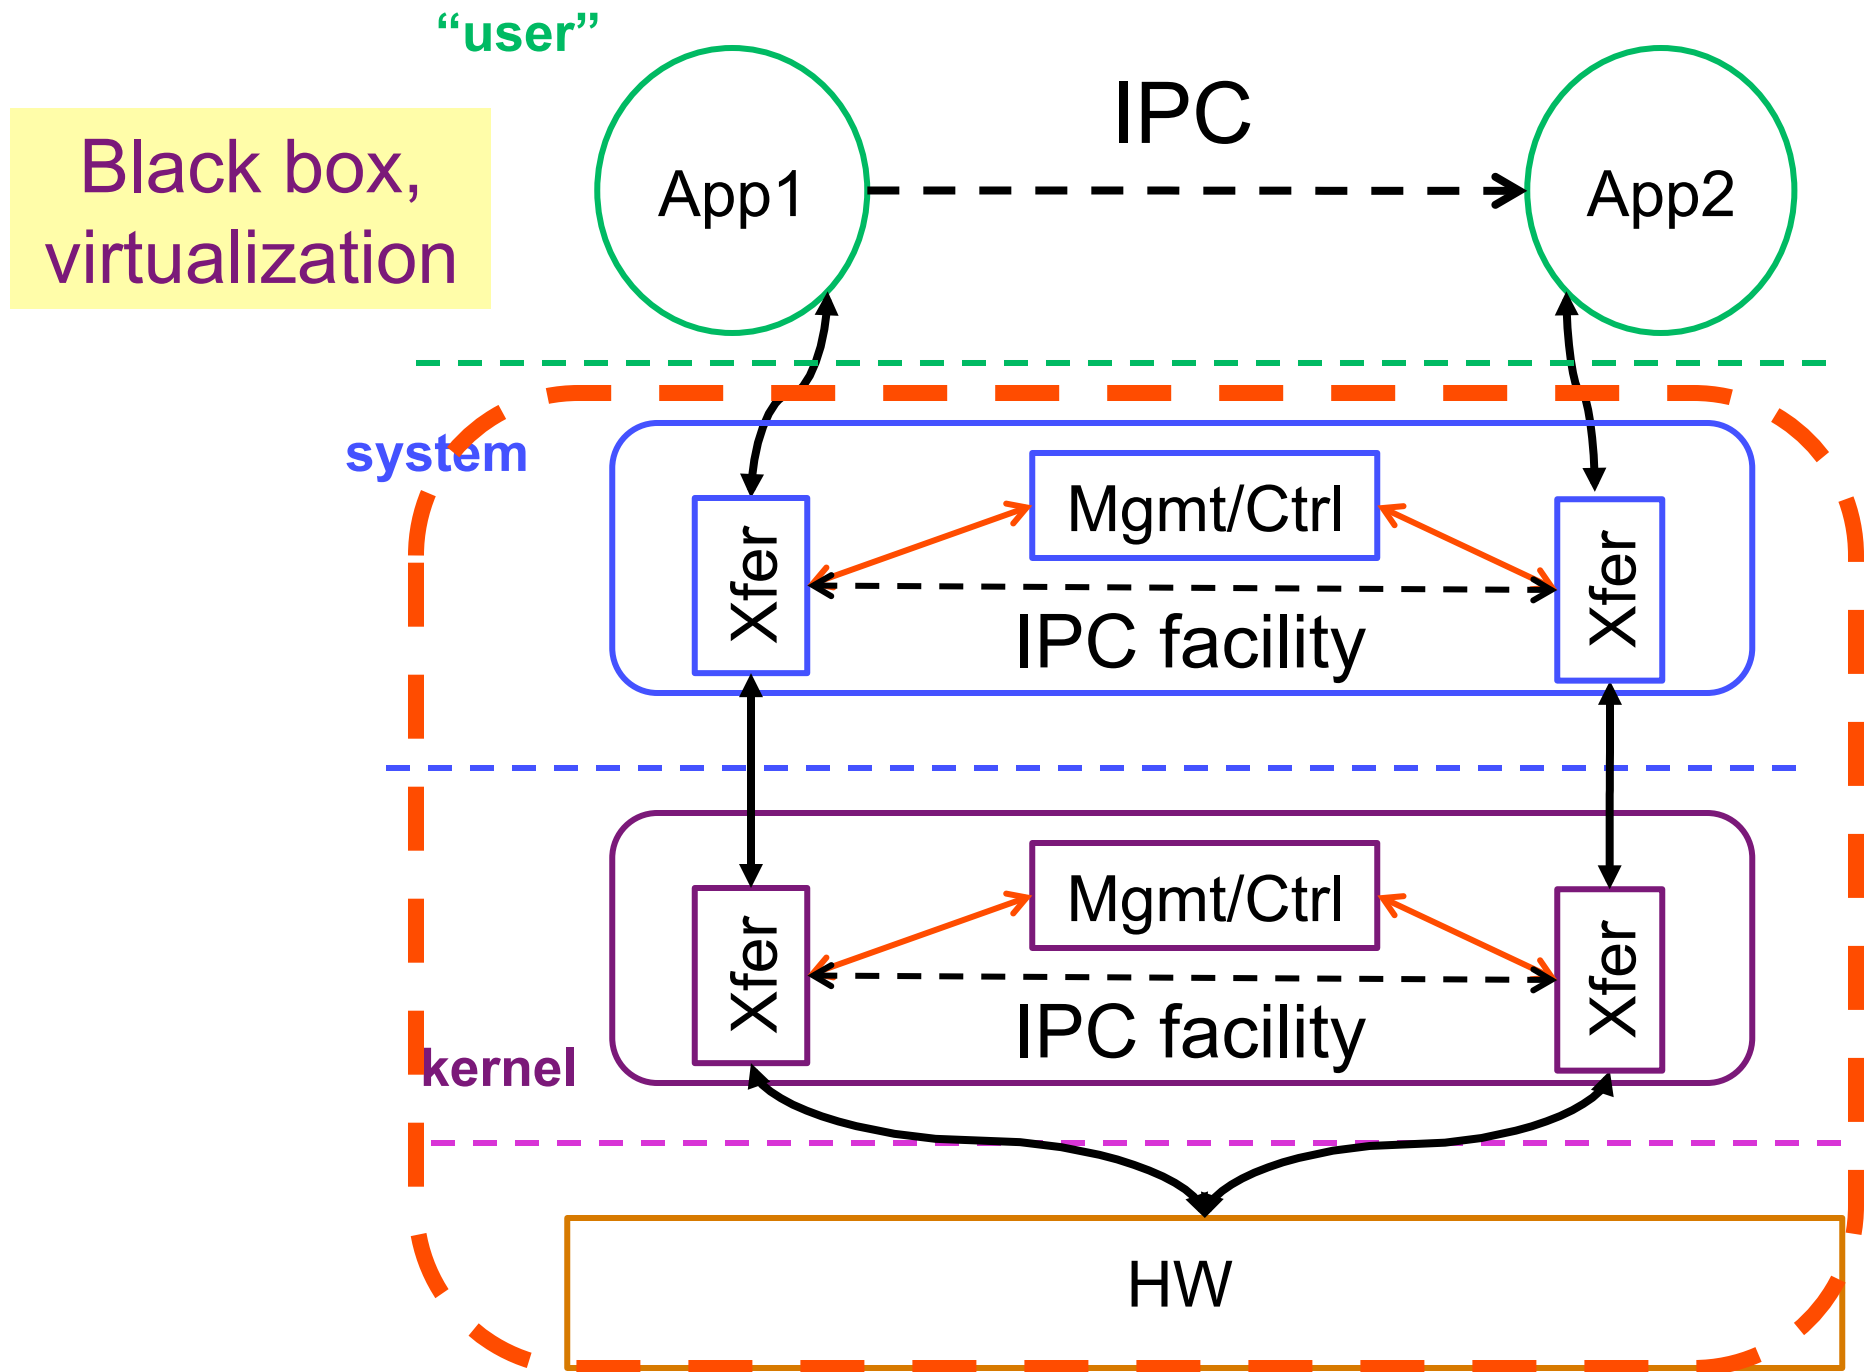 “user”
IPC
Black box,
virtualization
App1
App2
system
Mgmt/Ctrl
Xfer
Xfer
IPC facility
Mgmt/Ctrl
Xfer
Xfer
IPC facility
kernel
HW